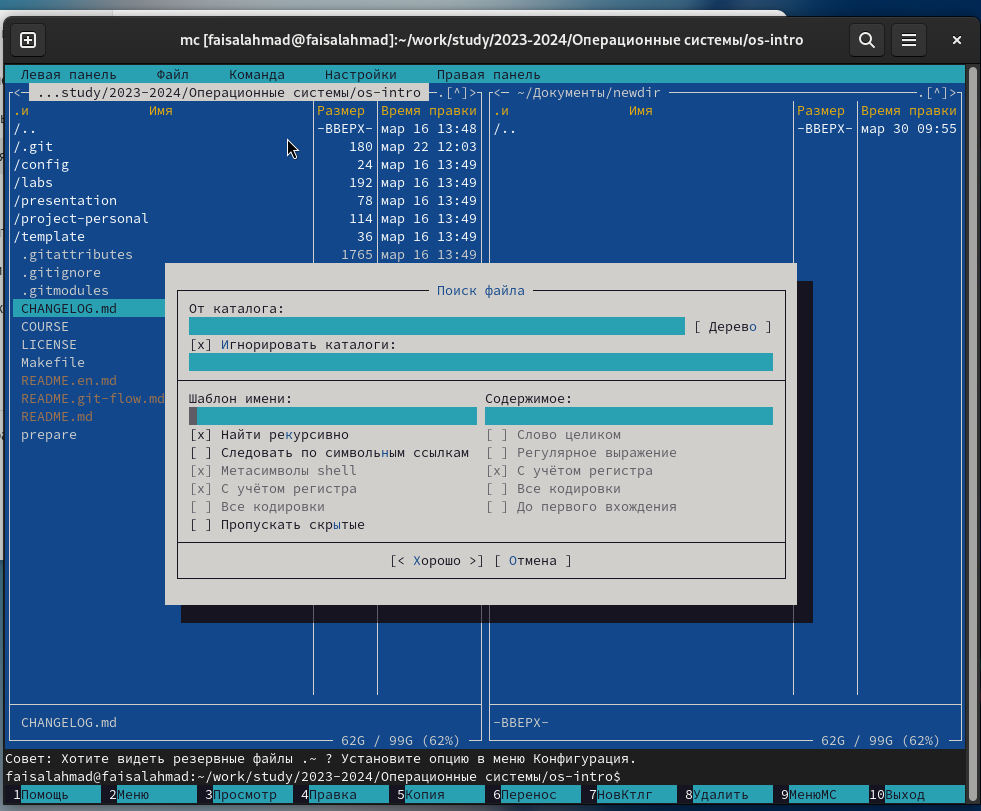 mc [faisalahmad@faisalahmad]:~/work/study/2023-2024/Операционные системы/os-intro
Левая панель Файл Команда Настройки Правая панель
<─ ...study/2023-2024/Операционные системы/os-intro ─.[^]>
.и Имя Размер Время правки
/.. -ВВЕРХ- мар 16 13:48
/.git 180 мар 22 12:03
/config 24 мар 16 13:49
/labs 192 мар 16 13:49
/presentation 78 мар 16 13:49
/project-personal 114 мар 16 13:49
/template 36 мар 16 13:49
.gitattributes 1765 мар 16 13:49
.gitignore
.gitmodules
CHANGELOG.md
COURSE
LICENSE
Makefile
README.en.md
README.git-flow.md
README.md
prepare
CHANGELOG.md
62G / 99G (62%)
<─ ~/Документы/newdir ─.[^]>
.и Имя Размер Время правки
/.. -ВВЕРХ- мар 30 09:55
-ВВЕРХ-
62G / 99G (62%)
Поиск файла
От каталога:
[ Дерево ]
[x] Игнорировать каталоги:
Шаблон имени: Содержимое:
[x] Найти рекурсивно [ ] Слово целиком
[ ] Следовать по символьным ссылкам [ ] Регулярное выражение
[x] Метасимволы shell [x] С учётом регистра
[x] С учётом регистра [ ] Все кодировки
[ ] Все кодировки [ ] До первого вхождения
[ ] Пропускать скрытые
[< Хорошо >] [ Отмена ]
Совет: Хотите видеть резервные файлы .~ ? Установите опцию в меню Конфигурация.
faisalahmad@faisalahmad:~/work/study/2023-2024/Операционные системы/os-intro$
1Помощь 2Меню 3Просмотр 4Правка 5Копия 6Перенос 7НовКтлг 8Удалить 9МенюМС 10Выход